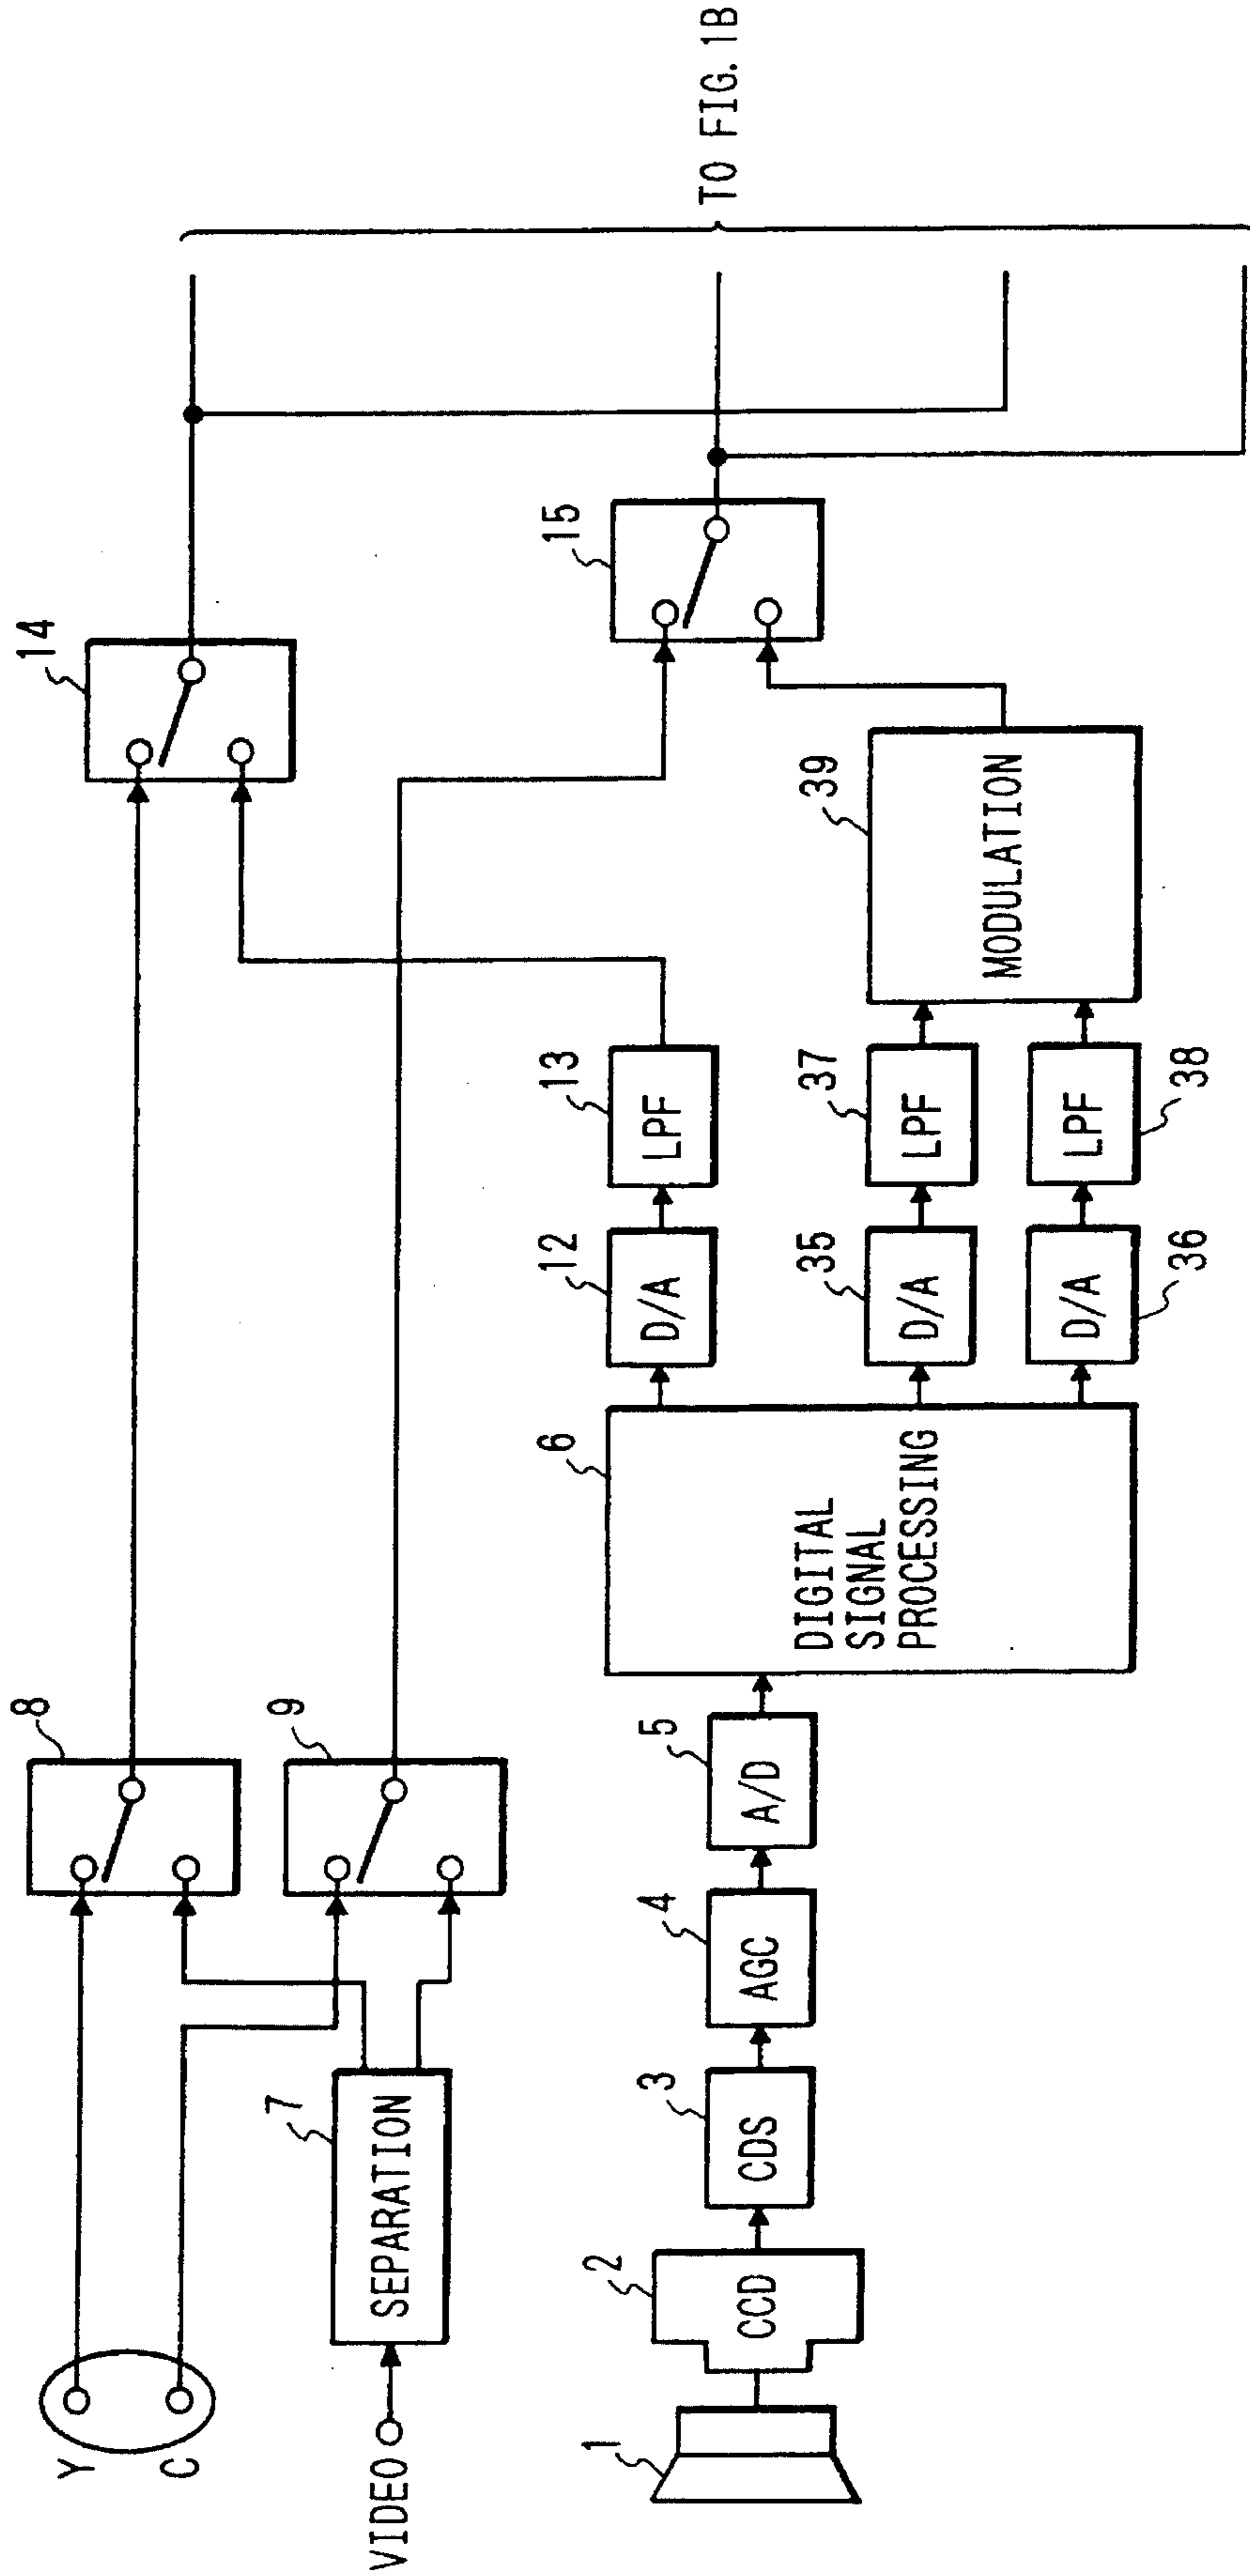 Y
C
VIDEO
7
SEPARATION
8
9
14
15
TO FIG. 1B
1
2
CCD
3
CDS
4
AGC
5
A/D
6
DIGITAL
SIGNAL
PROCESSING
12
D/A
13
LPF
35
D/A
37
LPF
36
D/A
38
LPF
39
MODULATION